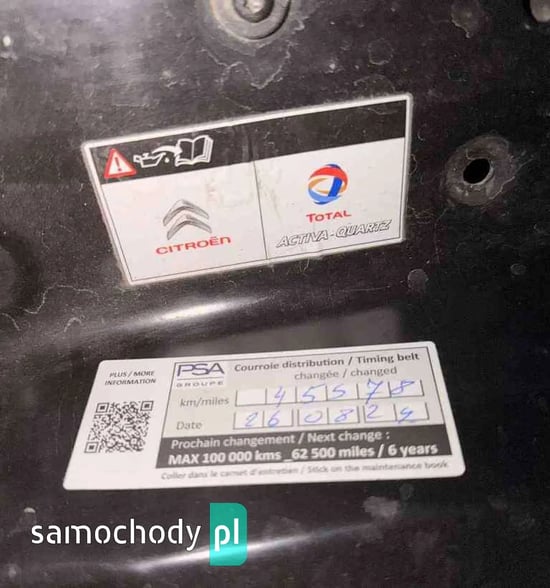 CITROËN
TOTAL
ACTIVA-QUARTZ
PLUS / MORE
INFORMATION
PSA
GROUPE
Courroie distribution / Timing belt
changée / changed
km/miles 45578
Date 260824
Prochain changement / Next change :
MAX 100 000 kms _62 500 miles / 6 years
Coller dans le carnet d'entretien / Stick on the maintenance book
samochody pl